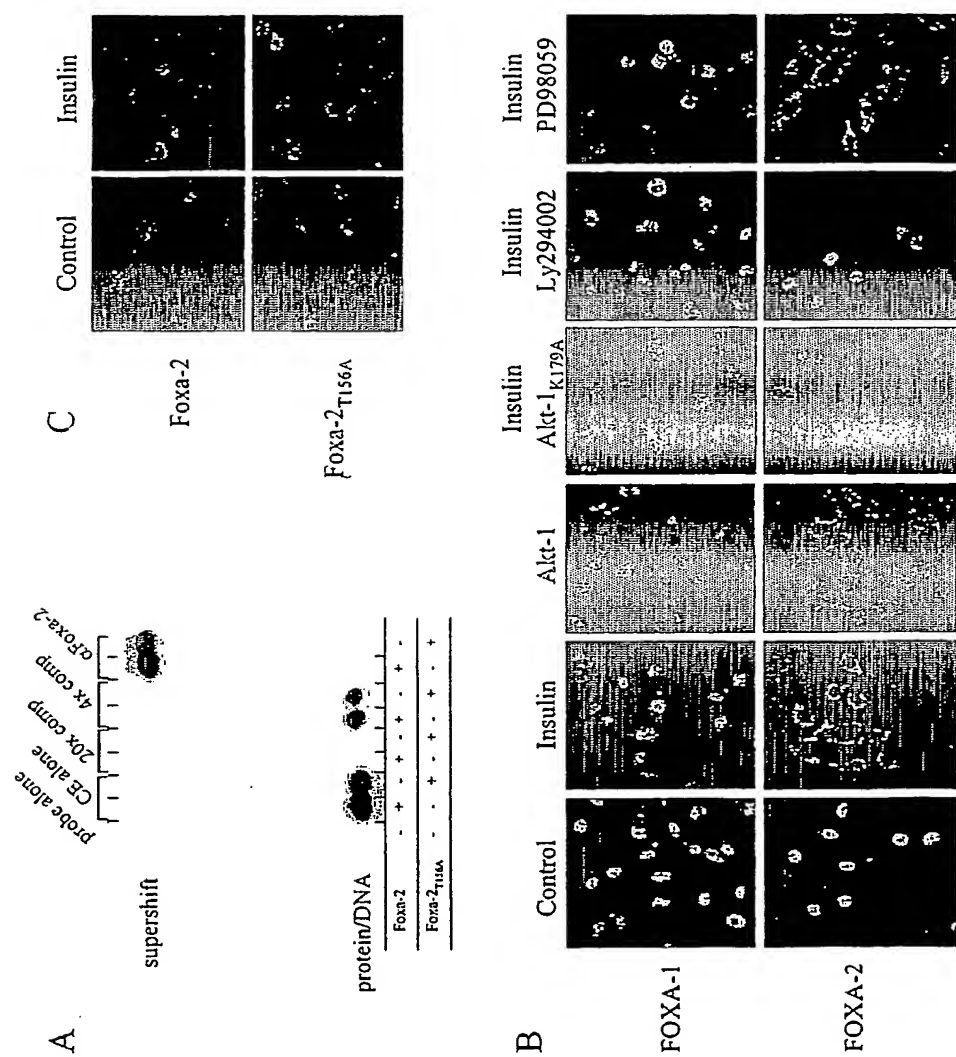 A
probe alone
CE alone
20x comp
4x comp
αFoxa-2
supershift
protein/DNA
Foxa-2 - + - + - + - + -
Foxa-2T156A - - + - + - + - +
C
Control Insulin
Foxa-2
Foxa-2T156A
B
Control Insulin Akt-1 Insulin Akt-1K179A Insulin Ly294002 Insulin PD98059
FOXA-1
FOXA-2